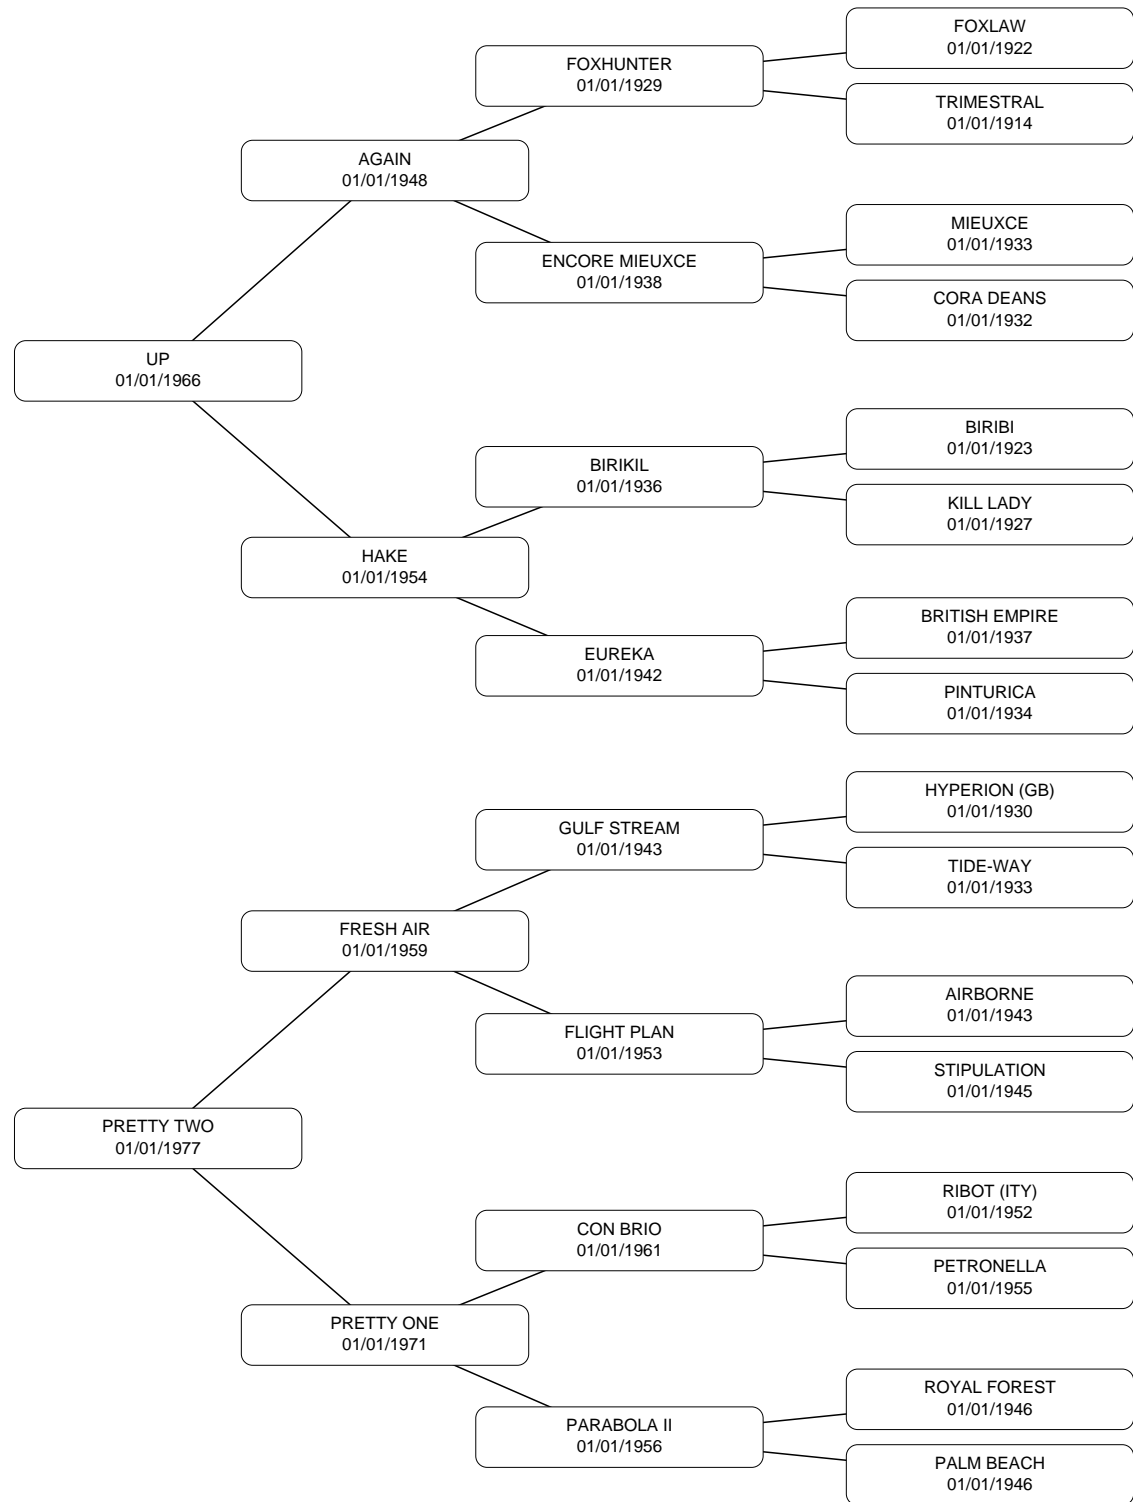 FOXLAW
01/01/1922
FOXHUNTER
01/01/1929
TRIMESTRAL
01/01/1914
AGAIN
01/01/1948
MIEUXCE
01/01/1933
ENCORE MIEUXCE
01/01/1938
CORA DEANS
01/01/1932
UP
01/01/1966
BIRIBI
01/01/1923
BIRIKIL
01/01/1936
KILL LADY
01/01/1927
HAKE
01/01/1954
BRITISH EMPIRE
01/01/1937
EUREKA
01/01/1942
PINTURICA
01/01/1934
HYPERION (GB)
01/01/1930
GULF STREAM
01/01/1943
TIDE-WAY
01/01/1933
FRESH AIR
01/01/1959
AIRBORNE
01/01/1943
FLIGHT PLAN
01/01/1953
STIPULATION
01/01/1945
PRETTY TWO
01/01/1977
RIBOT (ITY)
01/01/1952
CON BRIO
01/01/1961
PETRONELLA
01/01/1955
PRETTY ONE
01/01/1971
ROYAL FOREST
01/01/1946
PARABOLA II
01/01/1956
PALM BEACH
01/01/1946